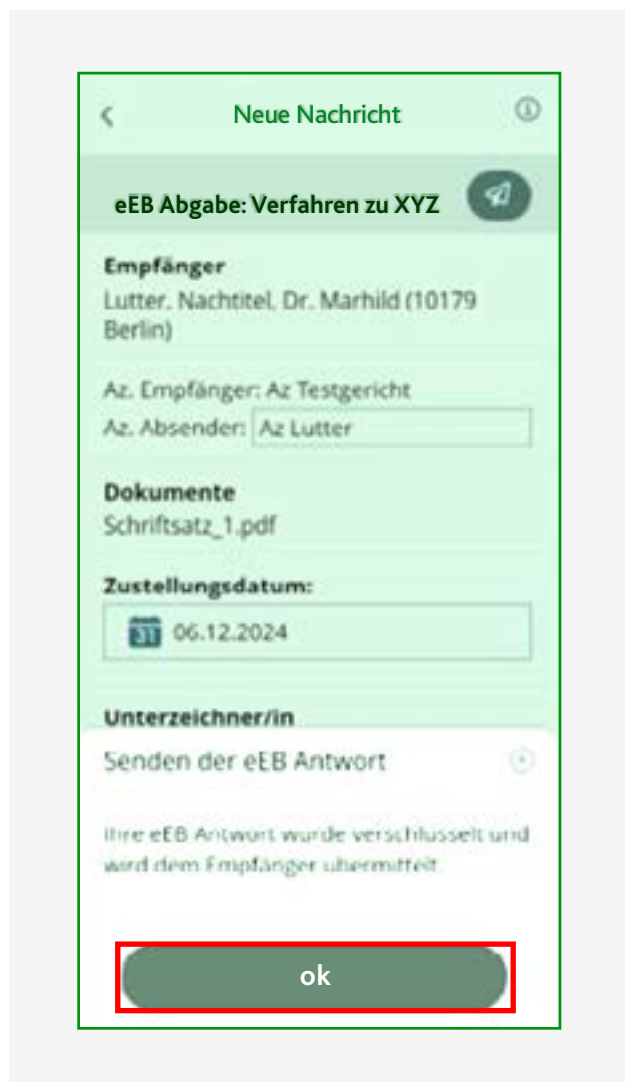 Neue Nachricht
eEB Abgabe: Verfahren zu XYZ
Empfänger
Lutter, Nachtitel, Dr. Marhild (10179
Berlin)
Az. Empfänger: Az Testgericht
Az. Absender: Az Lutter
Dokumente
Schriftsatz_1.pdf
Zustellungsdatum:
31 06.12.2024
Unterzeichner/in
Senden der eEB Antwort
Ihre eEB Antwort wurde verschlüsselt und
wird dem Empfänger übermittelt.
ok